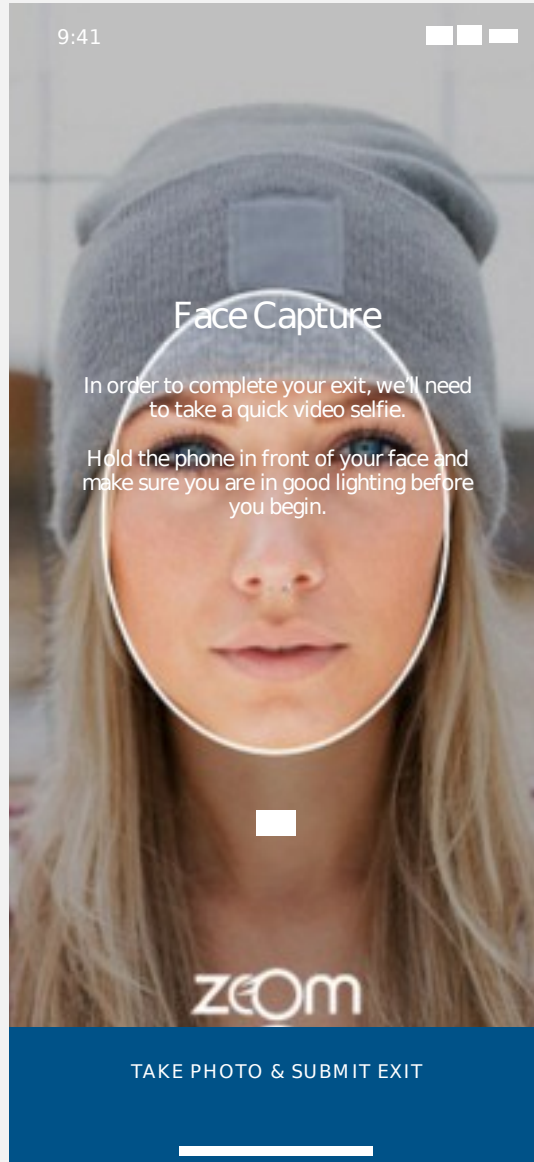 9:41
Face Capture
In order to complete your exit, we'll need
to take a quick video selfie.
Hold the phone in front of your face and
make sure you are in good lighting before
you begin.
zoom
TAKE PHOTO & SUBMIT EXIT